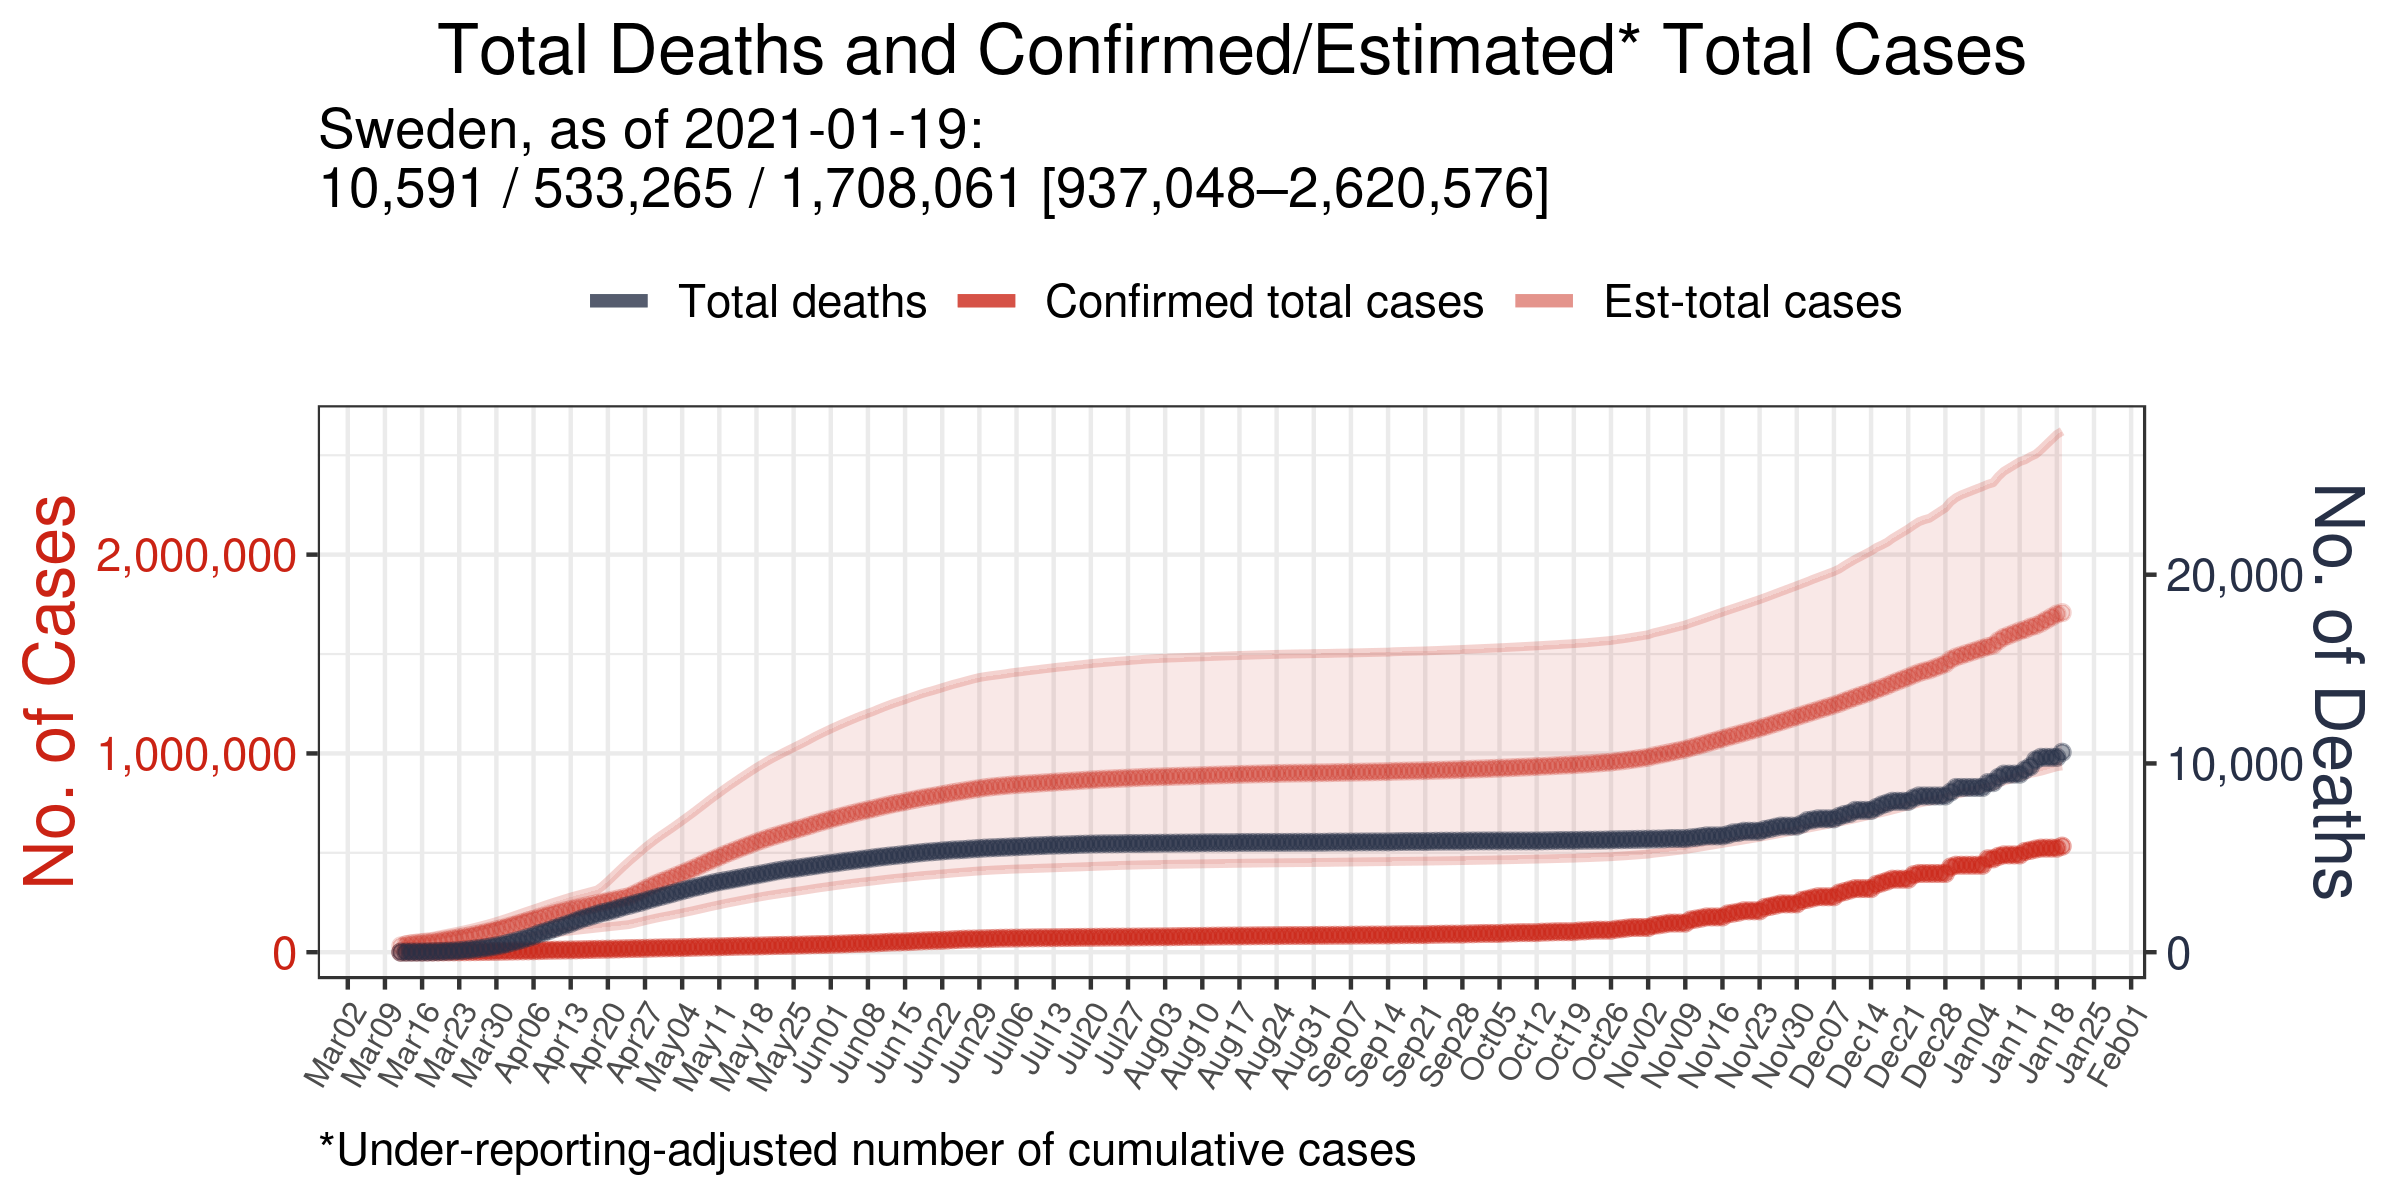 Total Deaths and Confirmed/Estimated* Total Cases
Sweden, as of 2021-01-19:
10,591 / 533,265 / 1,708,061 [937,048–2,620,576]
Total deaths
Confirmed total cases
Est-total cases
No. of Cases
2,000,000
1,000,000
0
No. of Deaths
20,000
10,000
0
Mar02
Mar09
Mar16
Mar23
Mar30
Apr06
Apr13
Apr20
Apr27
May04
May11
May18
May25
Jun01
Jun08
Jun15
Jun22
Jun29
Jul06
Jul13
Jul20
Jul27
Aug03
Aug10
Aug17
Aug24
Aug31
Sep07
Sep14
Sep21
Sep28
Oct05
Oct12
Oct19
Oct26
Nov02
Nov09
Nov16
Nov23
Nov30
Dec07
Dec14
Dec21
Dec28
Jan04
Jan11
Jan18
Jan25
Feb01
*Under-reporting-adjusted number of cumulative cases